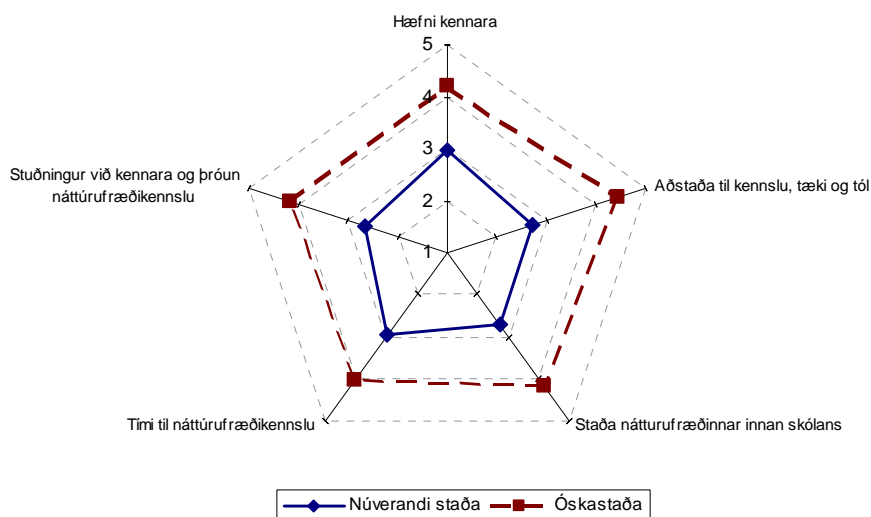 Hæfni kennara
5
4
3
2
1
Stuðningur við kennara og þróun
náttúrufræðikennslu
Aðstaða til kennslu, tæki og tól
Tími til náttúrufræðikennslu
Staða nátturufræðinnar innan skólans
Núverandi staða
Óskastaða